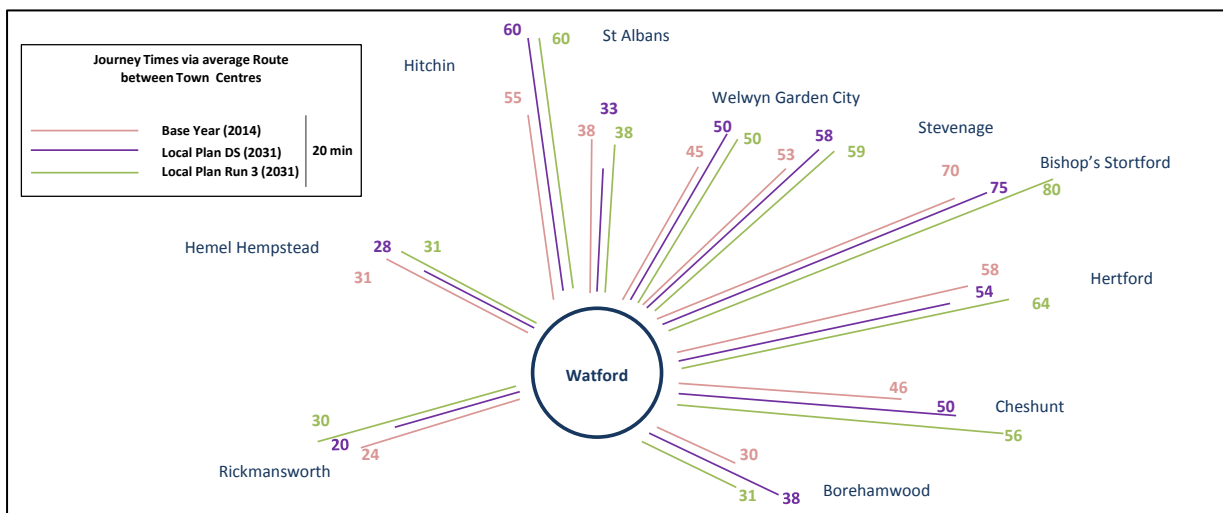 Journey Times via average Route
between Town Centres
Base Year (2014)
Local Plan DS (2031)
Local Plan Run 3 (2031)
20 min
60
60
St Albans
Hitchin
55
38
33
38
Welwyn Garden City
45
50
50
53
58
59
Stevenage
70
75
Bishop's Stortford
80
Hemel Hempstead
28
31
31
58
54
Hertford
64
Watford
46
50
Cheshunt
56
30
20
24
Rickmansworth
30
31
38
Borehamwood